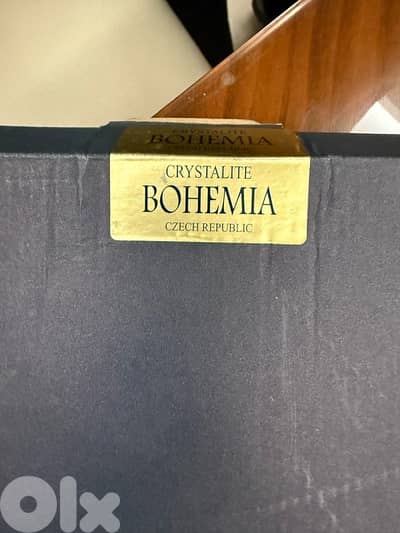 CRYSTALITE
BOHEMIA
CRYSTALITE
BOHEMIA
CZECH REPUBLIC
olx